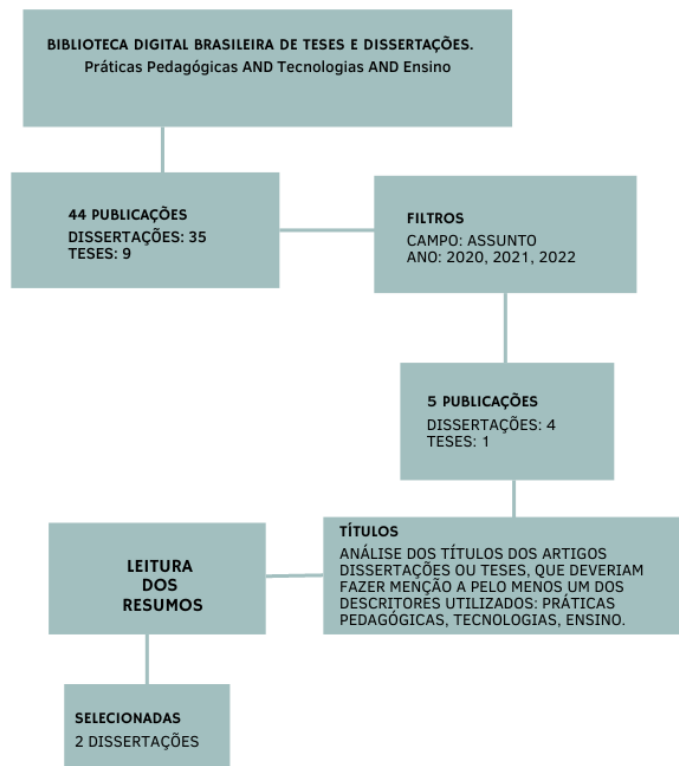 BIBLIOTECA DIGITAL BRASILEIRA DE TESES E DISSERTAÇÕES.
Práticas Pedagógicas AND Tecnologias AND Ensino
44 PUBLICAÇÕES
DISSERTAÇÕES: 35
TESES: 9
FILTROS
CAMPO: ASSUNTO
ANO: 2020, 2021, 2022
5 PUBLICAÇÕES
DISSERTAÇÕES: 4
TESES: 1
TÍTULOS
ANÁLISE DOS TÍTULOS DOS ARTIGOS
DISSERTAÇÕES OU TESES, QUE DEVERIAM
FAZER MENÇÃO A PELO MENOS UM DOS
DESCRITORES UTILIZADOS: PRÁTICAS
PEDAGÓGICAS, TECNOLOGIAS, ENSINO.
LEITURA
DOS
RESUMOS
SELECIONADAS
2 DISSERTAÇÕES